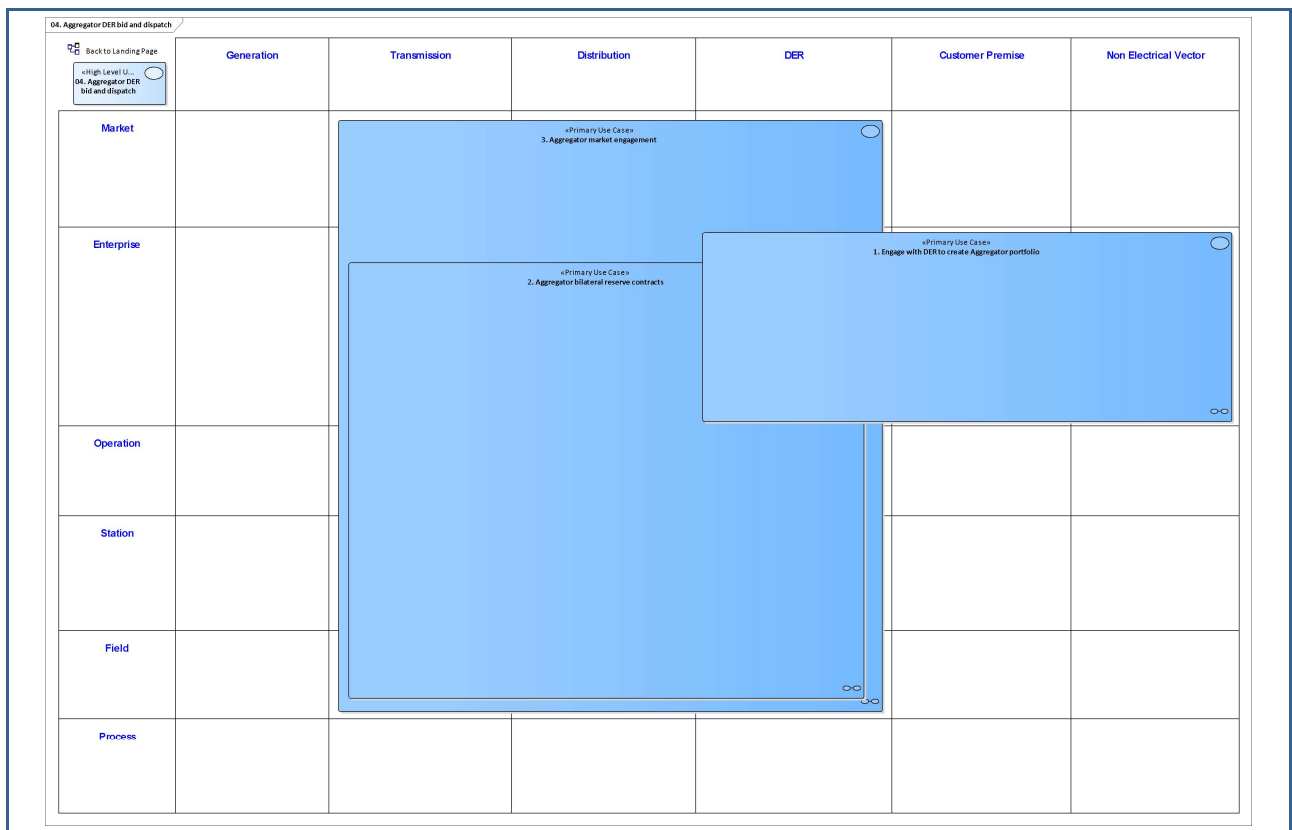 04. Aggregator DER bid and dispatch
Back to Landing Page
«High Level U...
04. Aggregator DER
bid and dispatch
Generation
Transmission
Distribution
DER
Customer Premise
Non Electrical Vector
Market
«Primary Use Case»
3. Aggregator market engagement
Enterprise
«Primary Use Case»
1. Engage with DER to create Aggregator portfolio
«Primary Use Case»
2. Aggregator bilateral reserve contracts
Operation
Station
Field
Process